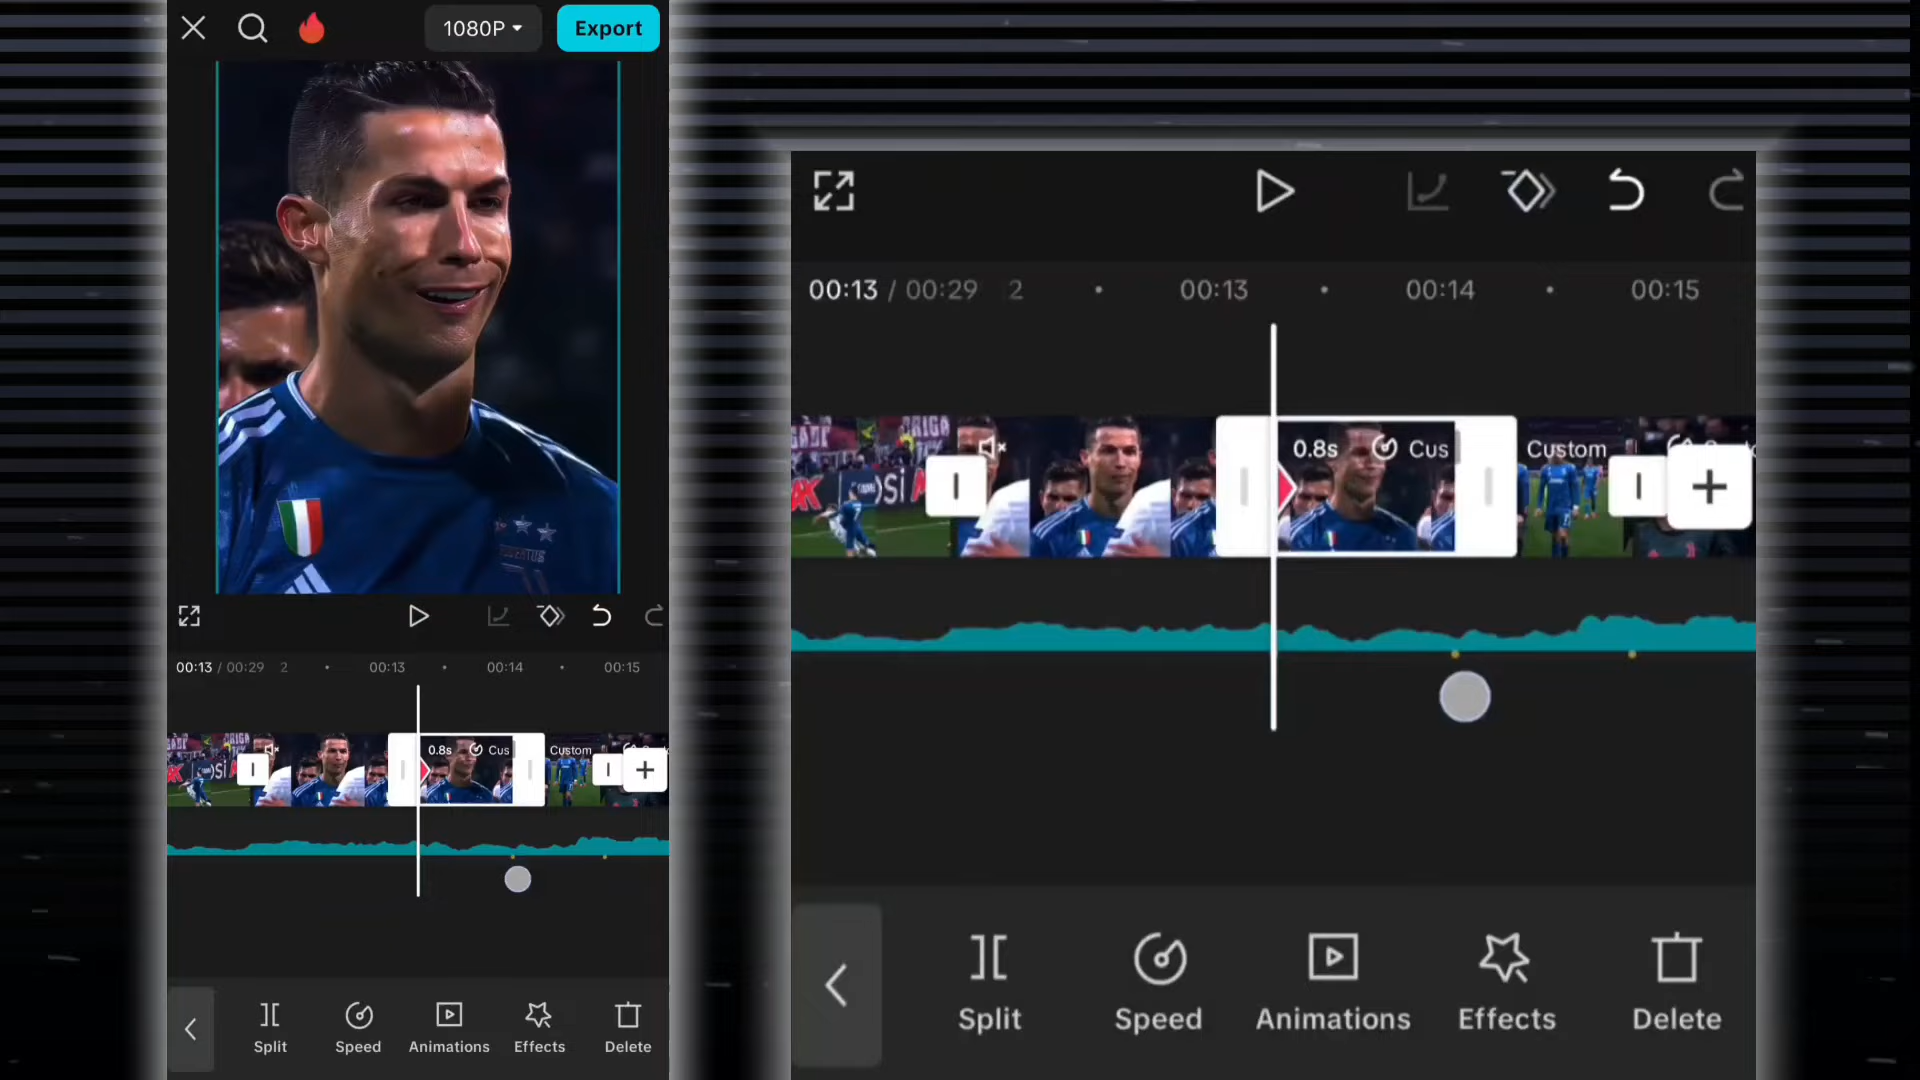 1080P
Export
JUVENTUS
00:13 / 00:29 2 00:13 00:14 00:15
0.8s Cus Custom
Split Speed Animations Effects Delete
00:13 / 00:29 2 00:13 00:14 00:15
BRIGA
0.8s Cus Custom
Split Speed Animations Effects Delete